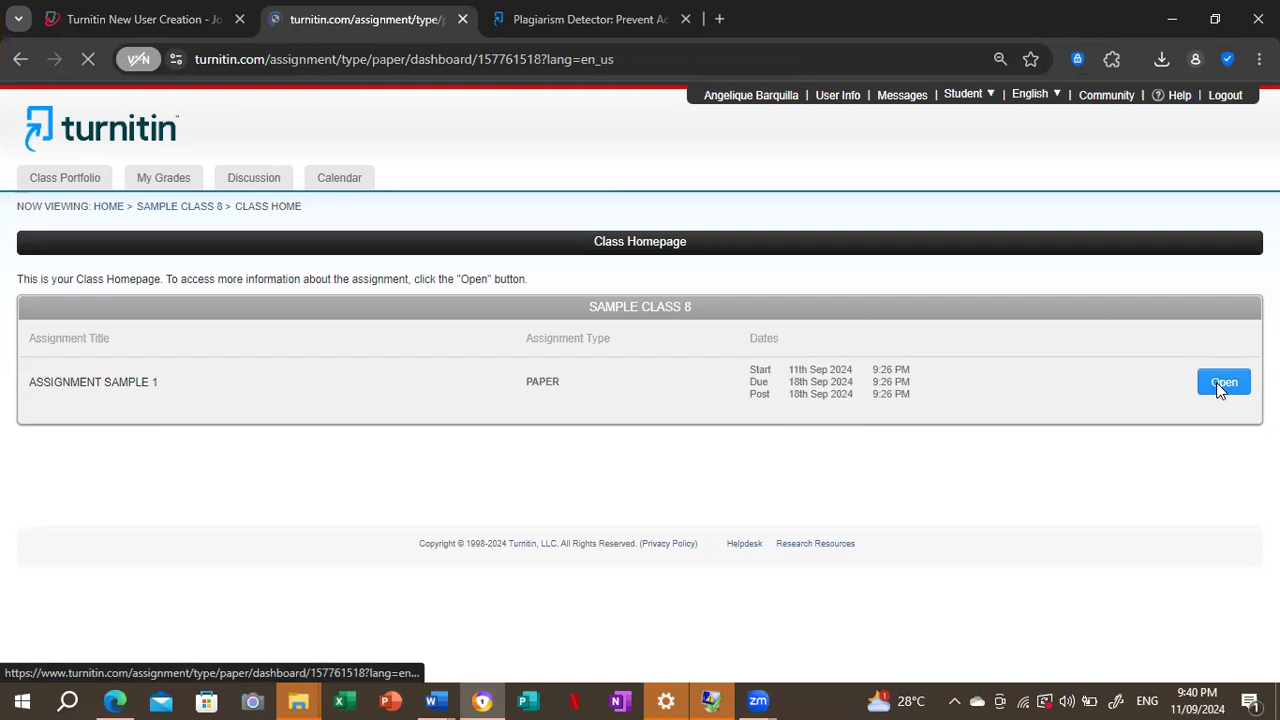 Turnitin New User Creation - Jo
turnitin.com/assignment/type/p
Plagiarism Detector: Prevent Ac
VPN
turnitin.com/assignment/type/paper/dashboard/157761518?lang=en_us
Angelique Barquilla User Info Messages Student English Community Help Logout
turnitin
Class Portfolio My Grades Discussion Calendar
NOW VIEWING: HOME > SAMPLE CLASS 8 > CLASS HOME
Class Homepage
This is your Class Homepage. To access more information about the assignment, click the "Open" button.
SAMPLE CLASS 8
Assignment Title Assignment Type Dates
Start 11th Sep 2024 9:26 PM
ASSIGNMENT SAMPLE 1 PAPER Due 18th Sep 2024 9:26 PM Open
Post 18th Sep 2024 9:26 PM
Copyright © 1998-2024 Turnitin, LLC. All Rights Reserved. (Privacy Policy) Helpdesk Research Resources
https://www.turnitin.com/assignment/type/paper/dashboard/157761518?lang=en...
28°C ENG 9:40 PM
11/09/2024